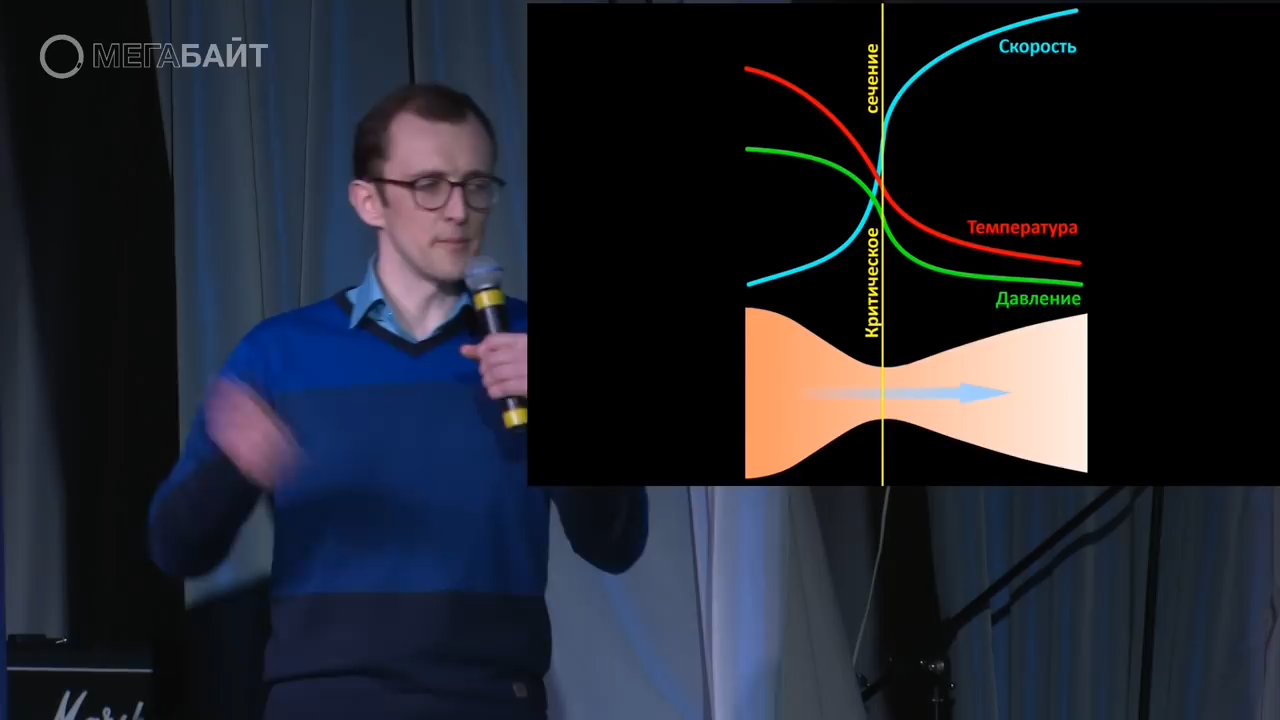 МЕГАБАЙТ
Скорость
Критическое сечение
Температура
Давление